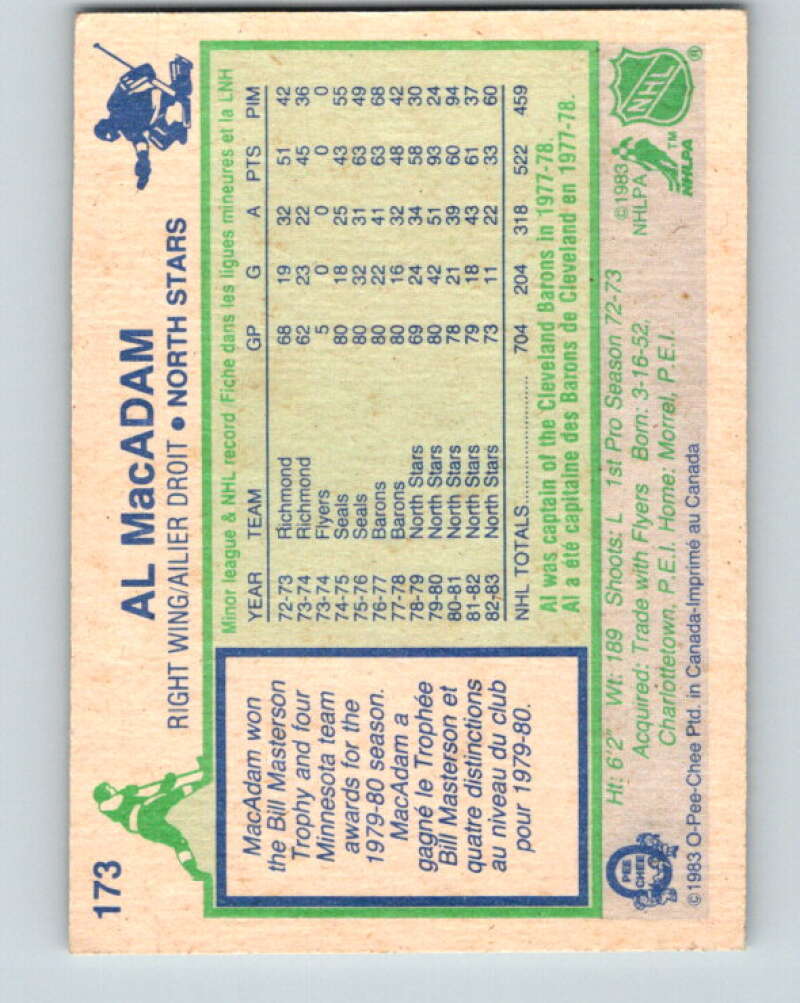 173
AL MacADAM
RIGHT WING/AILIER DROIT • NORTH STARS
MacAdam won
the Bill Masterson
Trophy and four
Minnesota team
awards for the
1979-80 season.
MacAdam a
gagné le Trophée
Bill Masterson et
quatre distinctions
au niveau du club
pour 1979-80.
Minor league & NHL record Fiche dans les ligues mineures et la LNH
YEAR TEAM GP G A PTS PIM
72-73 Richmond 68 19 32 51 42
73-74 Richmond 62 23 22 45 36
73-74 Flyers 5 0 0 0 0
74-75 Seals 80 18 25 43 55
75-76 Seals 80 32 31 63 49
76-77 Barons 80 22 41 63 68
77-78 Barons 80 16 32 48 42
78-79 North Stars 69 24 34 58 30
79-80 North Stars 80 42 51 93 24
80-81 North Stars 78 21 39 60 94
81-82 North Stars 79 18 43 61 37
82-83 North Stars 73 11 22 33 60
NHL TOTALS.................... 704 204 318 522 459
Al was captain of the Cleveland Barons in 1977-78.
Al a été capitaine des Barons de Cleveland en 1977-78.
Ht: 6'2" Wt: 189 Shoots: L 1st Pro Season 72-73
Acquired: Trade with Flyers Born: 3-16-52,
Charlottetown, P.E.I. Home: Morrel, P.E.I.
©1983
NHLPA
TM
NHLPA
NHL
®
O PEE CHEE
©1983 O-Pee-Chee Ptd. in Canada-Imprimé au Canada